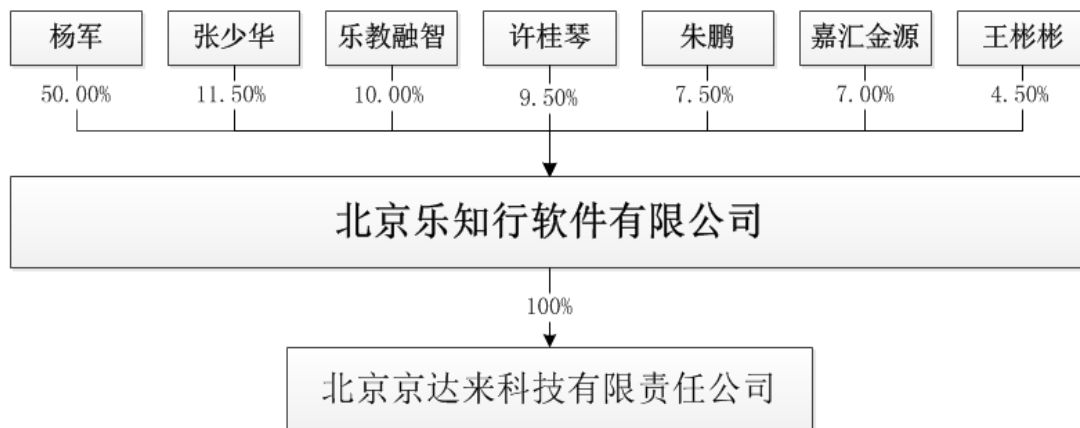 杨军 张少华 乐教融智 许桂琴 朱鹏 嘉汇金源 王彬彬
50.00% 11.50% 10.00% 9.50% 7.50% 7.00% 4.50%
北京乐知行软件有限公司
100%
北京京达来科技有限责任公司